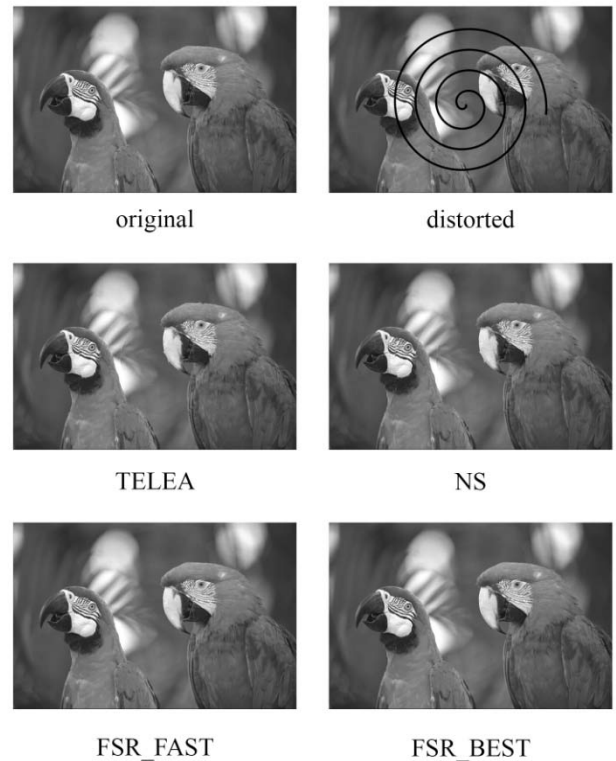 original
distorted
TELEA
NS
FSR_FAST
FSR_BEST